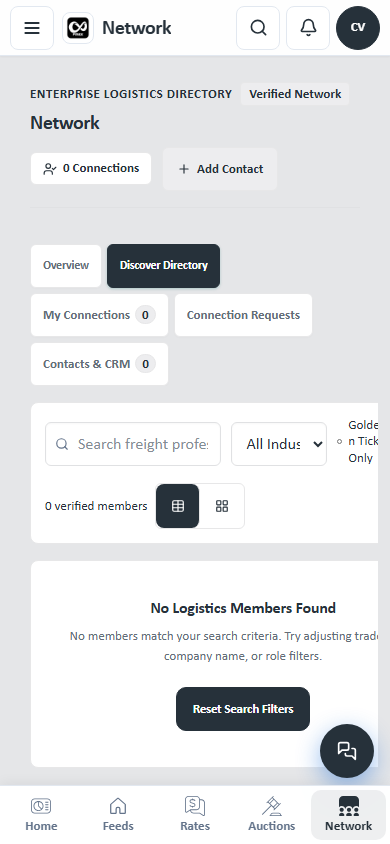 Network
CV
ENTERPRISE LOGISTICS DIRECTORY
Verified Network
Network
0 Connections
Add Contact
Overview
Discover Directory
My Connections 0
Connection Requests
Contacts & CRM 0
Search freight profes
All Indus
Golde
n Tick
Only
0 verified members
No Logistics Members Found
No members match your search criteria. Try adjusting trade
company name, or role filters.
Reset Search Filters
Home
Feeds
Rates
Auctions
Network